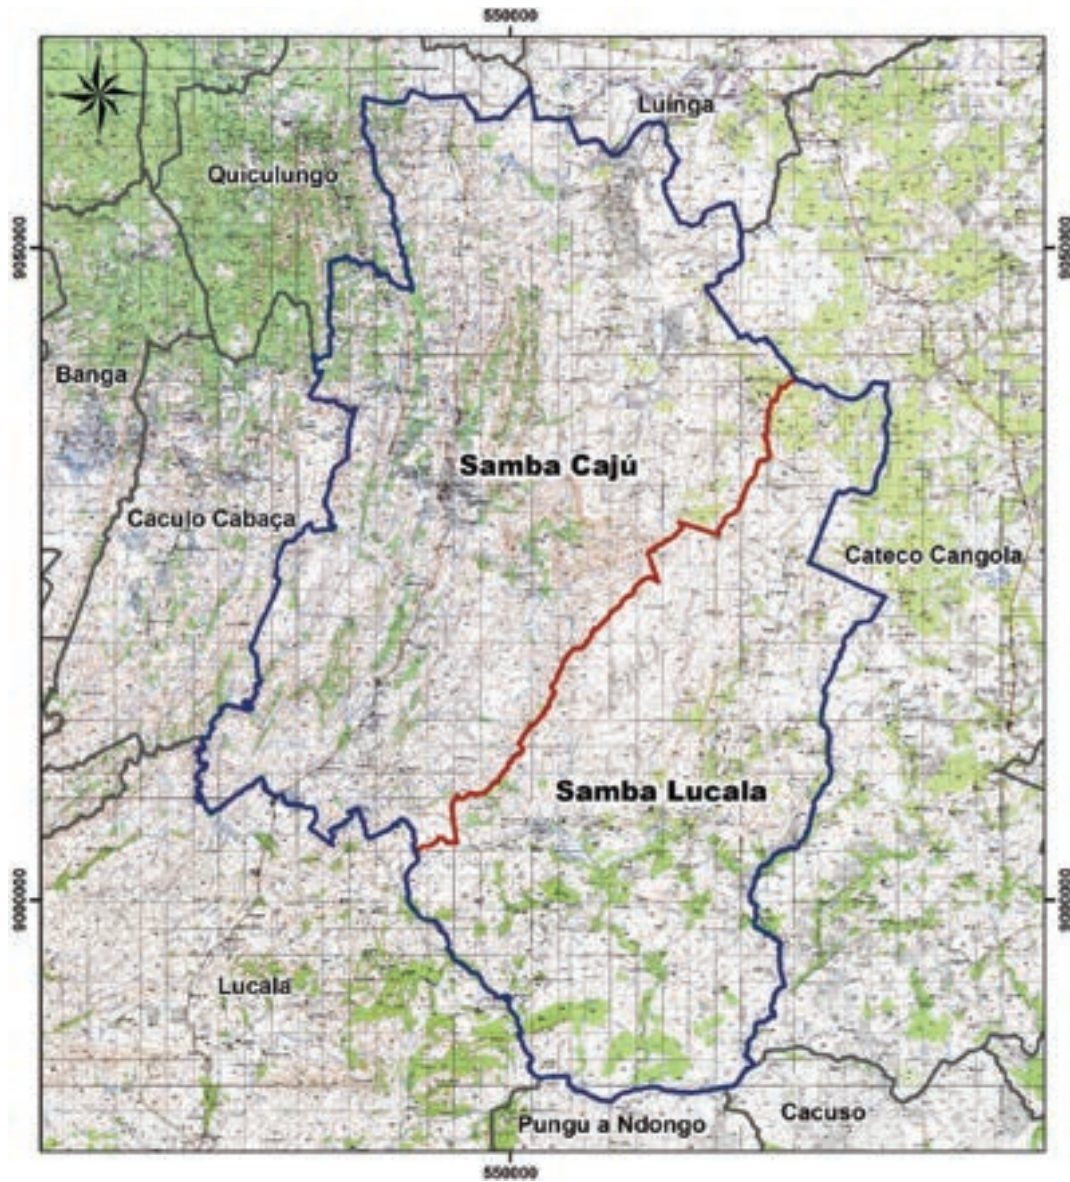 550000
Luinga
Quiculungo
9050000
9050000
Banga
Samba Cajú
Caculo Cabaça
Cateco Cangola
Samba Lucala
9000000
9000000
Lucala
Cacuso
Pungu a Ndongo
550000